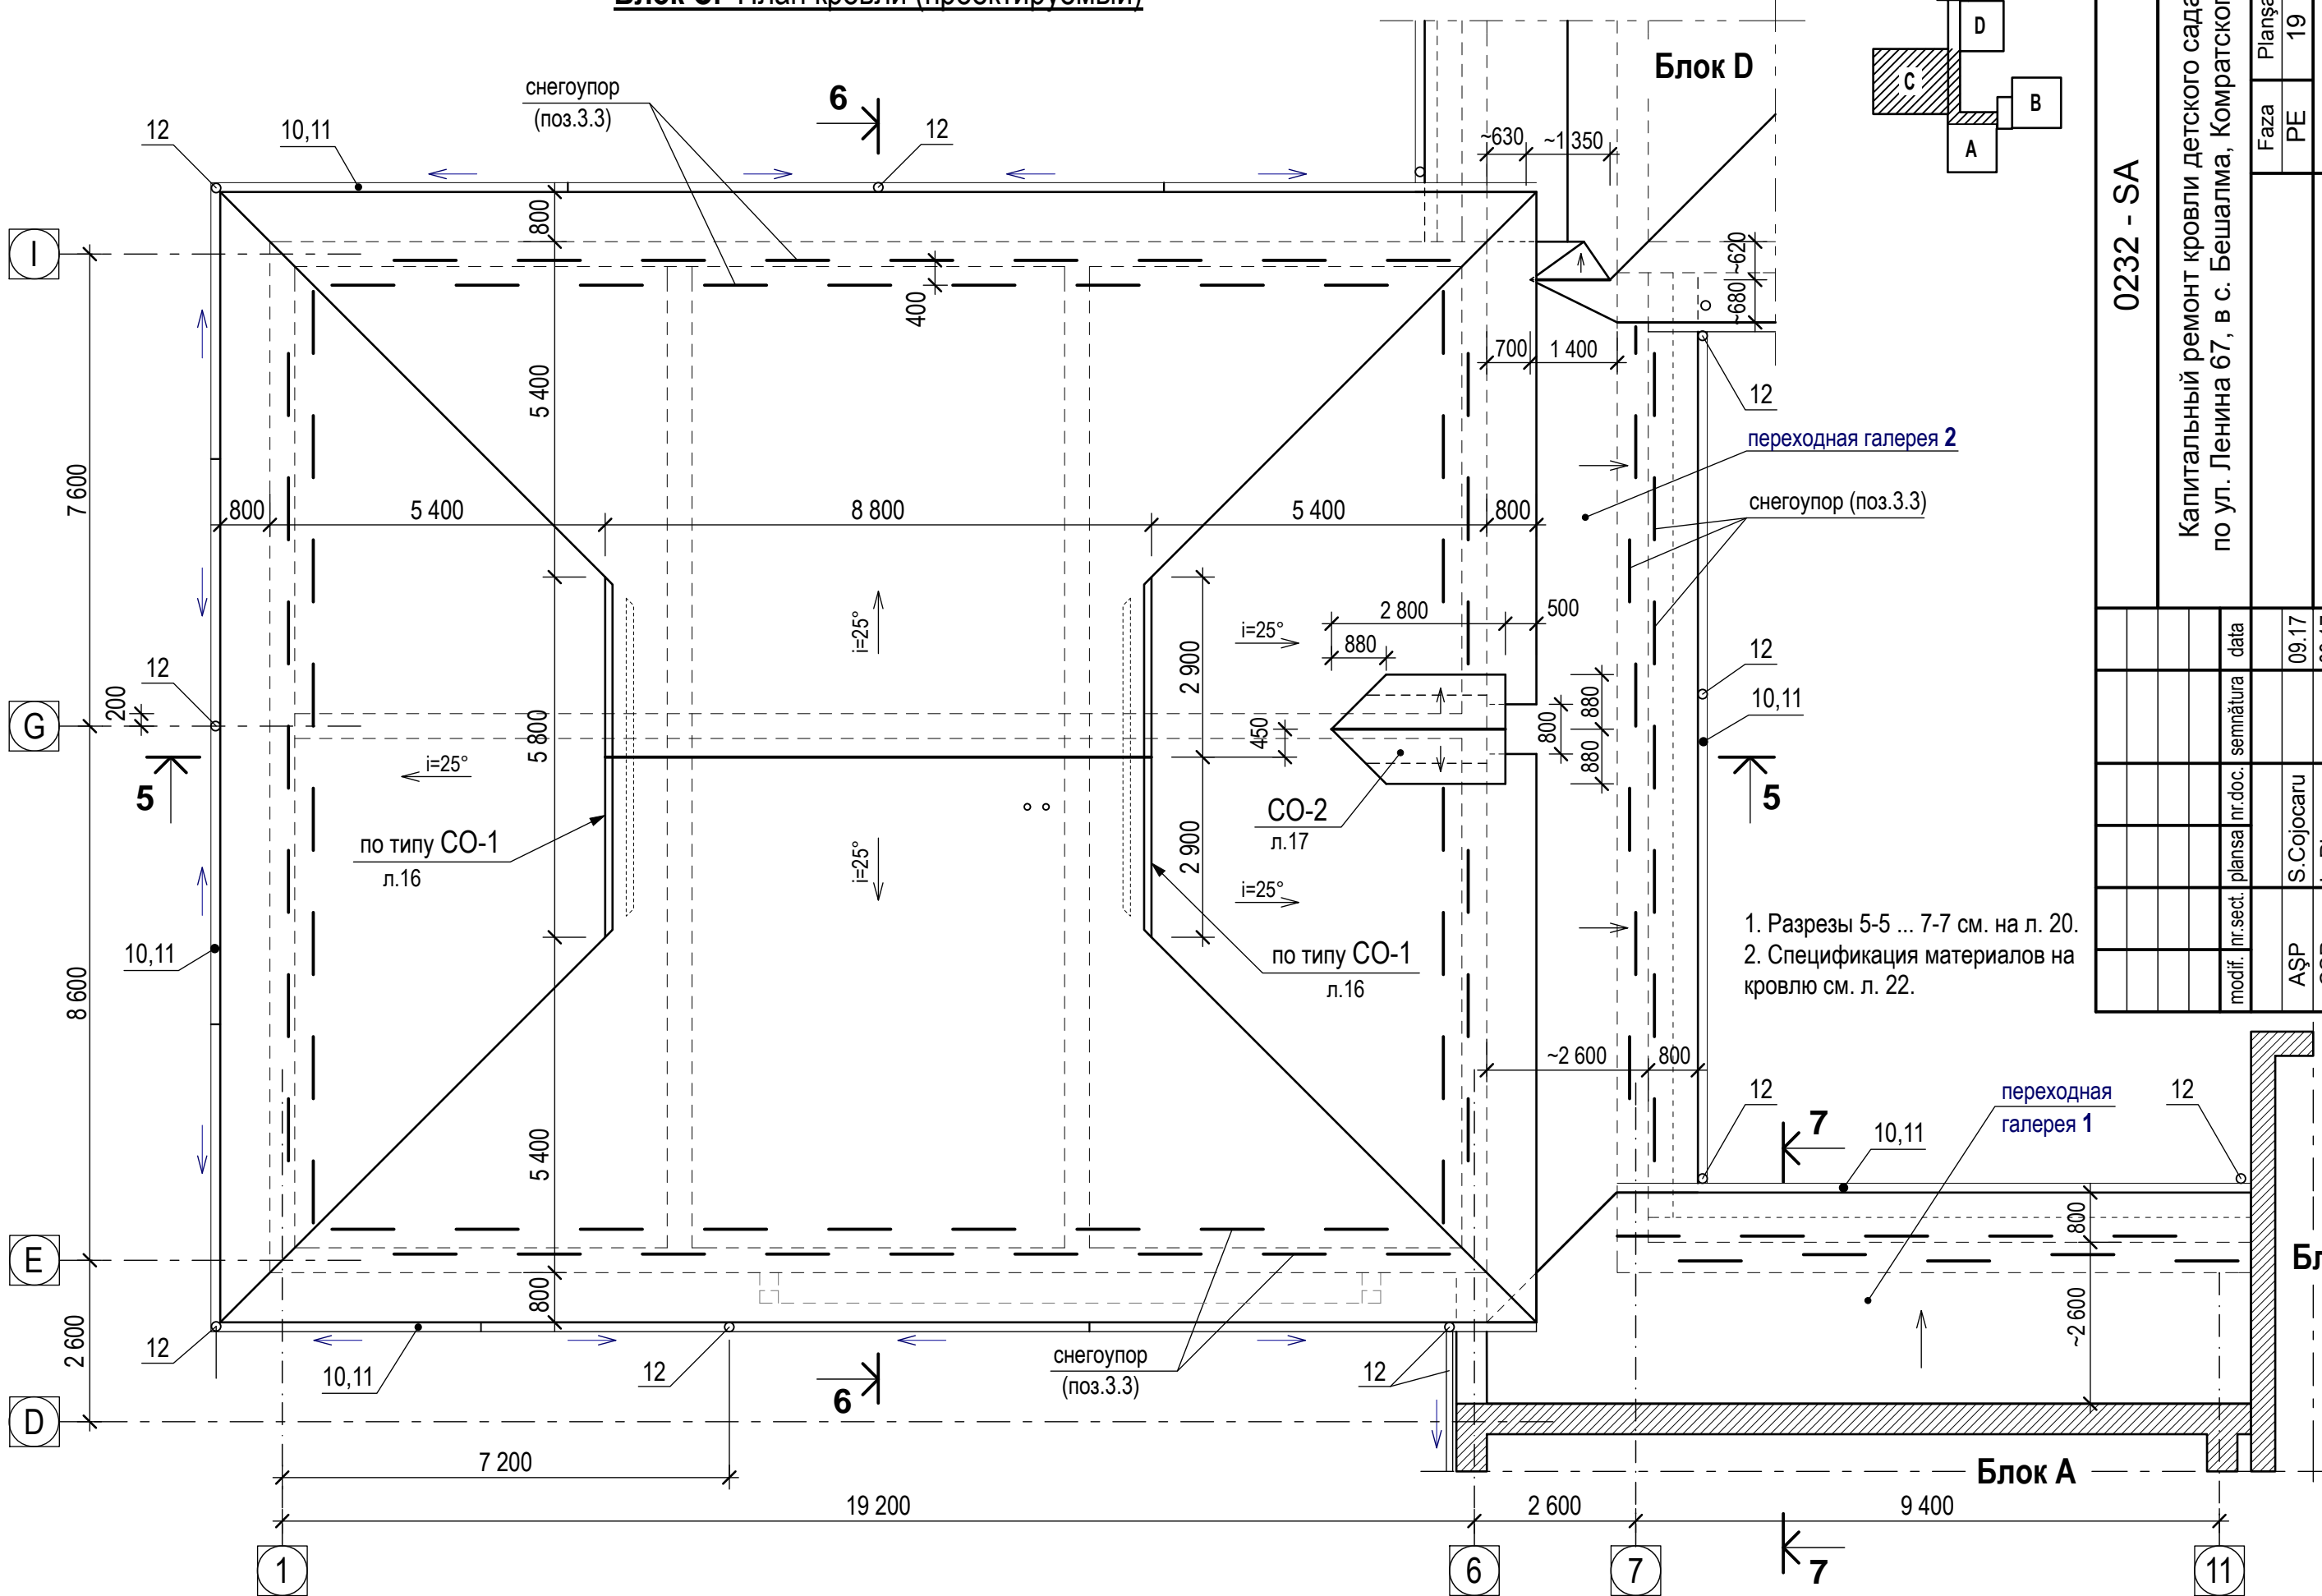 Блок С. План кровли (проектируемый)
Блок D
D
C
B
A
0232 - SA
Капитальный ремонт кровли детского сада
по ул. Ленина 67, в с. Бешалма, Комратског
Faza
PE
Planşa
19
data
semnătura
nr.doc.
plansa
nr.sect.
modif.
09.17
S.Cojocaru
AŞP
снегоупор
(поз.3.3)
6
12
10,11
12
~630
~1 350
800
400
~620
~680
700
1 400
12
I
5 400
7 600
переходная галерея 2
снегоупор (поз.3.3)
800
5 400
8 800
5 400
800
i=25°
i=25°
2 900
2 800
500
880
12
12
10,11
200
G
5 800
450
800
880
880
i=25°
5
5
по типу СО-1
л.16
СО-2
л.17
i=25°
2 900
i=25°
10,11
по типу СО-1
л.16
1. Разрезы 5-5 ... 7-7 см. на л. 20.
2. Спецификация материалов на
кровлю см. л. 22.
8 600
~2 600
800
12
7
10,11
переходная
галерея 1
12
5 400
E
800
800
~2 600
2 600
12
10,11
12
6
снегоупор
(поз.3.3)
12
D
7 200
Блок А
19 200
2 600
9 400
1
6
7
7
11